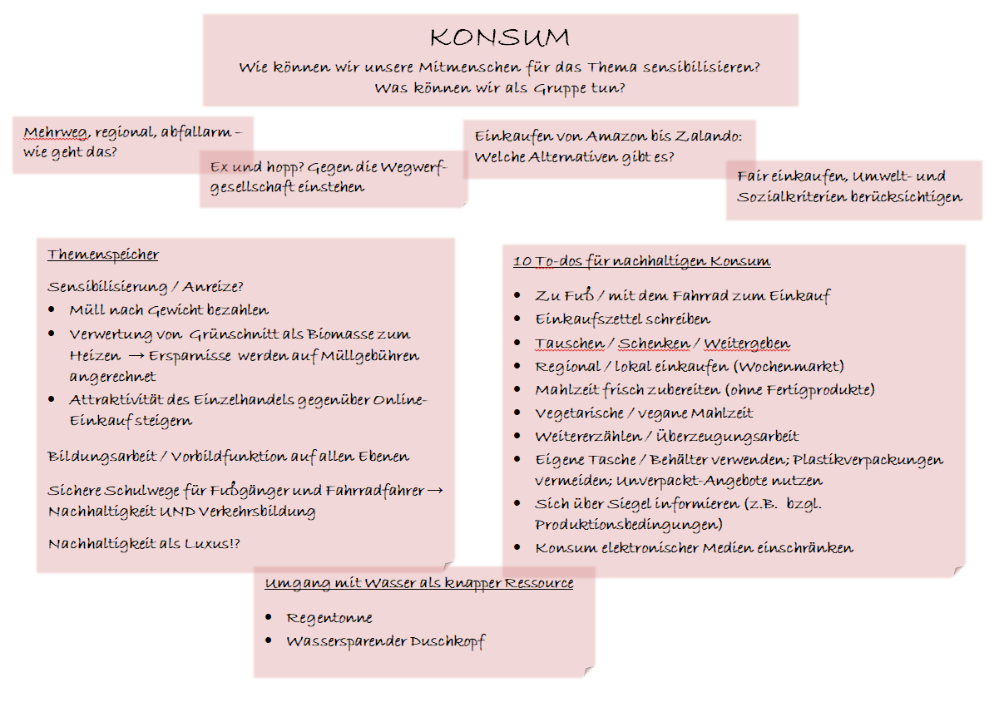 KONSUM
Wie können wir unsere Mitmenschen für das Thema sensibilisieren?
Was können wir als Gruppe tun?
Mehrweg, regional, abfallarm –
wie geht das?
Ex und hopp? Gegen die Wegwerf-
gesellschaft einstehen
Einkaufen von Amazon bis Zalando:
Welche Alternativen gibt es?
Fair einkaufen, Umwelt- und
Sozialkriterien berücksichtigen
Themenspeicher
Sensibilisierung / Anreize?
• Müll nach Gewicht bezahlen
• Verwertung von Grünschnitt als Biomasse zum
Heizen → Ersparnisse werden auf Müllgebühren
angerechnet
• Attraktivität des Einzelhandels gegenüber Online-
Einkauf steigern
Bildungsarbeit / Vorbildfunktion auf allen Ebenen
Sichere Schulwege für Fußgänger und Fahrradfahrer →
Nachhaltigkeit UND Verkehrsbildung
Nachhaltigkeit als Luxus!?
10 To-dos für nachhaltigen Konsum
• Zu Fuß / mit dem Fahrrad zum Einkauf
• Einkaufszettel schreiben
• Tauschen / Schenken / Weitergeben
• Regional / lokal einkaufen (Wochenmarkt)
• Mahlzeit frisch zubereiten (ohne Fertigprodukte)
• Vegetarische / vegane Mahlzeit
• Weitererzählen / Überzeugungsarbeit
• Eigene Tasche / Behälter verwenden; Plastikverpackungen
vermeiden; Unverpackt-Angebote nutzen
• Sich über Siegel informieren (z.B. bzgl.
Produktionsbedingungen)
• Konsum elektronischer Medien einschränken
Umgang mit Wasser als knapper Ressource
• Regentonne
• Wassersparender Duschkopf